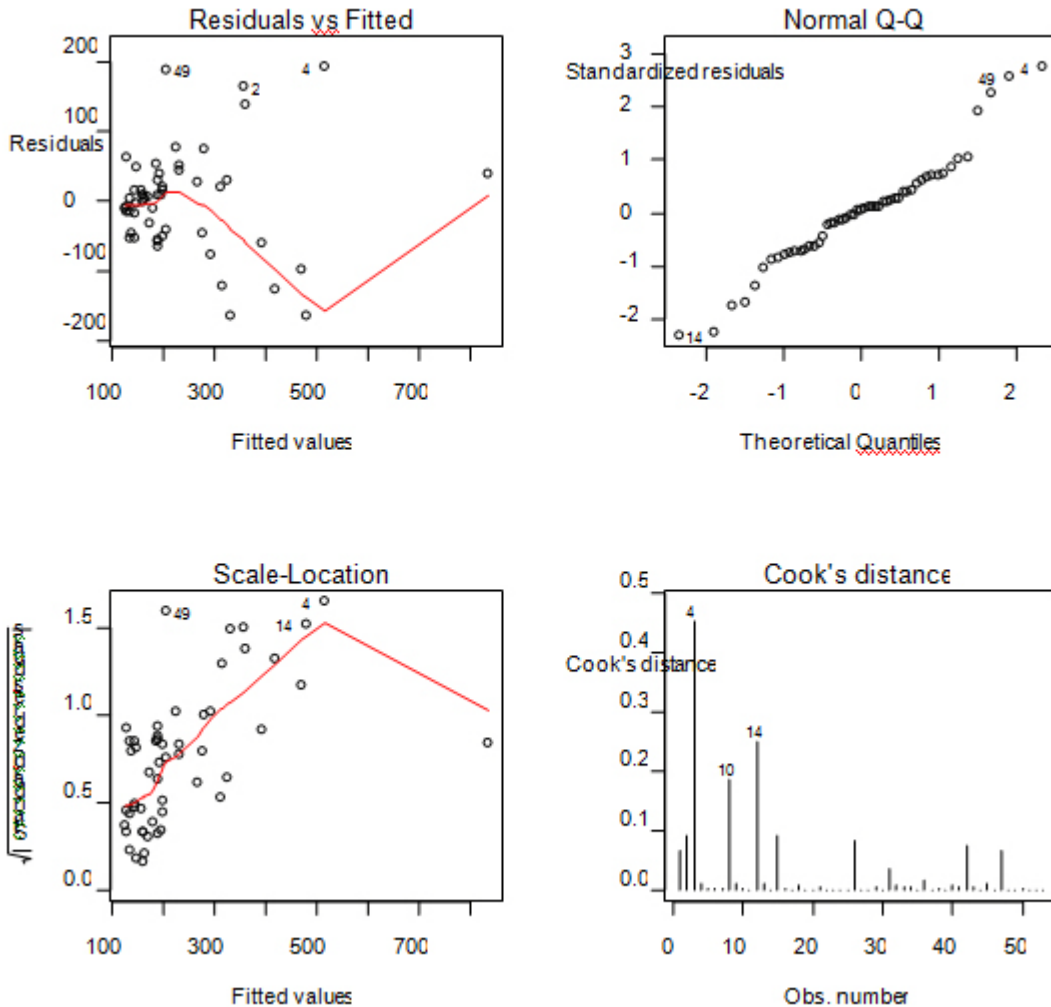 Residuals vs Fitted
200
100
0
-100
-200
Residuals
49
2
4
100 300 500 700
Fitted values
Normal Q-Q
3
2
1
0
-1
-2
Standardized residuals
49
4
14
-2 -1 0 1 2
Theoretical Quantiles
Scale-Location
1.5
1.0
0.5
0.0
49
4
14
100 300 500 700
Fitted values
Cook's distance
0.5
0.4
0.3
0.2
0.1
0.0
Cook's distance
4
10
14
0 10 20 30 40 50
Obs. number